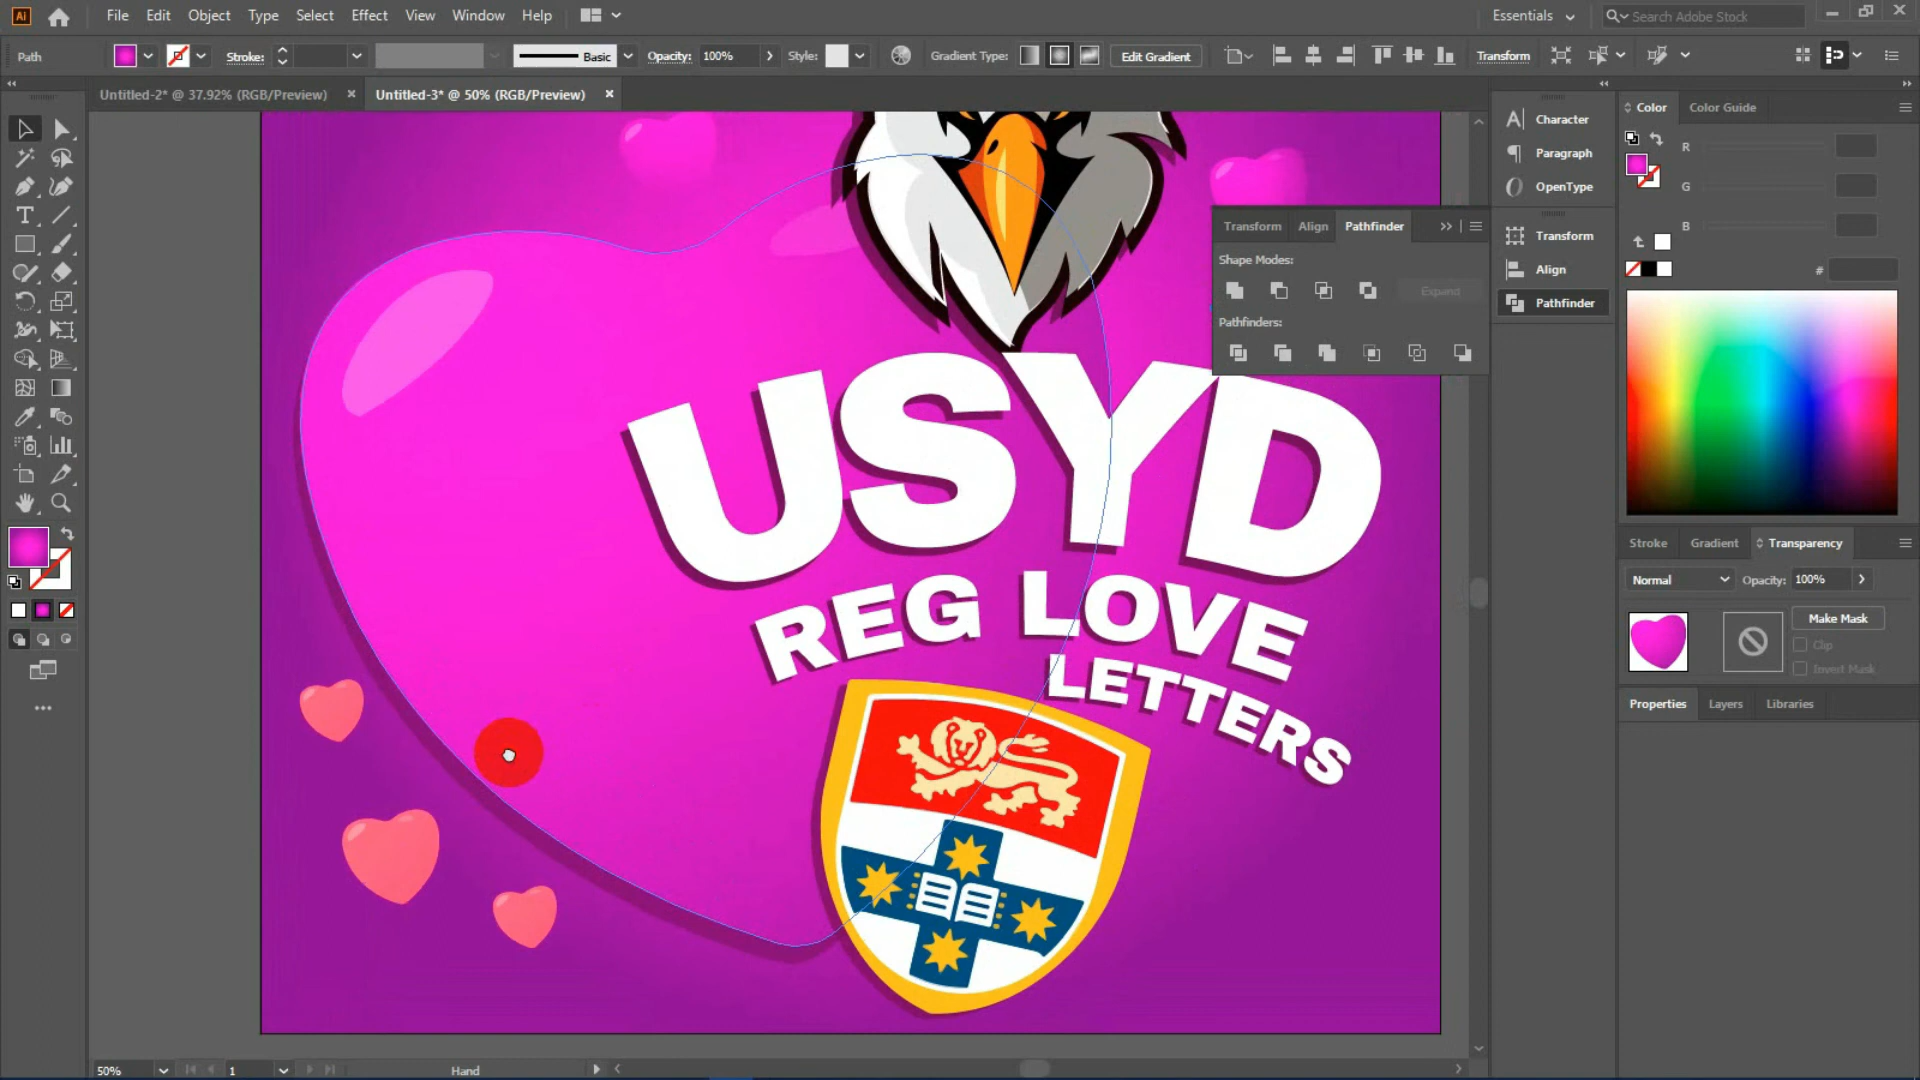 Ai File Edit Object Type Select Effect View Window Help Essentials Search Adobe Stock
Path Stroke: Basic Opacity: 100% Style: Gradient Type: Edit Gradient Transform
Untitled-2* @ 37.92% (RGB/Preview) Untitled-3* @ 50% (RGB/Preview)
Character
Paragraph
OpenType
Transform
Align
Pathfinder
Color Color Guide
R
G
B
#
Transform Align Pathfinder
Shape Modes:
Expand
Pathfinders:
USYD
REG LOVE
LETTERS
Stroke Gradient Transparency
Normal Opacity: 100%
Make Mask
Clip
Invert Mask
Properties Layers Libraries
50% 1 Hand